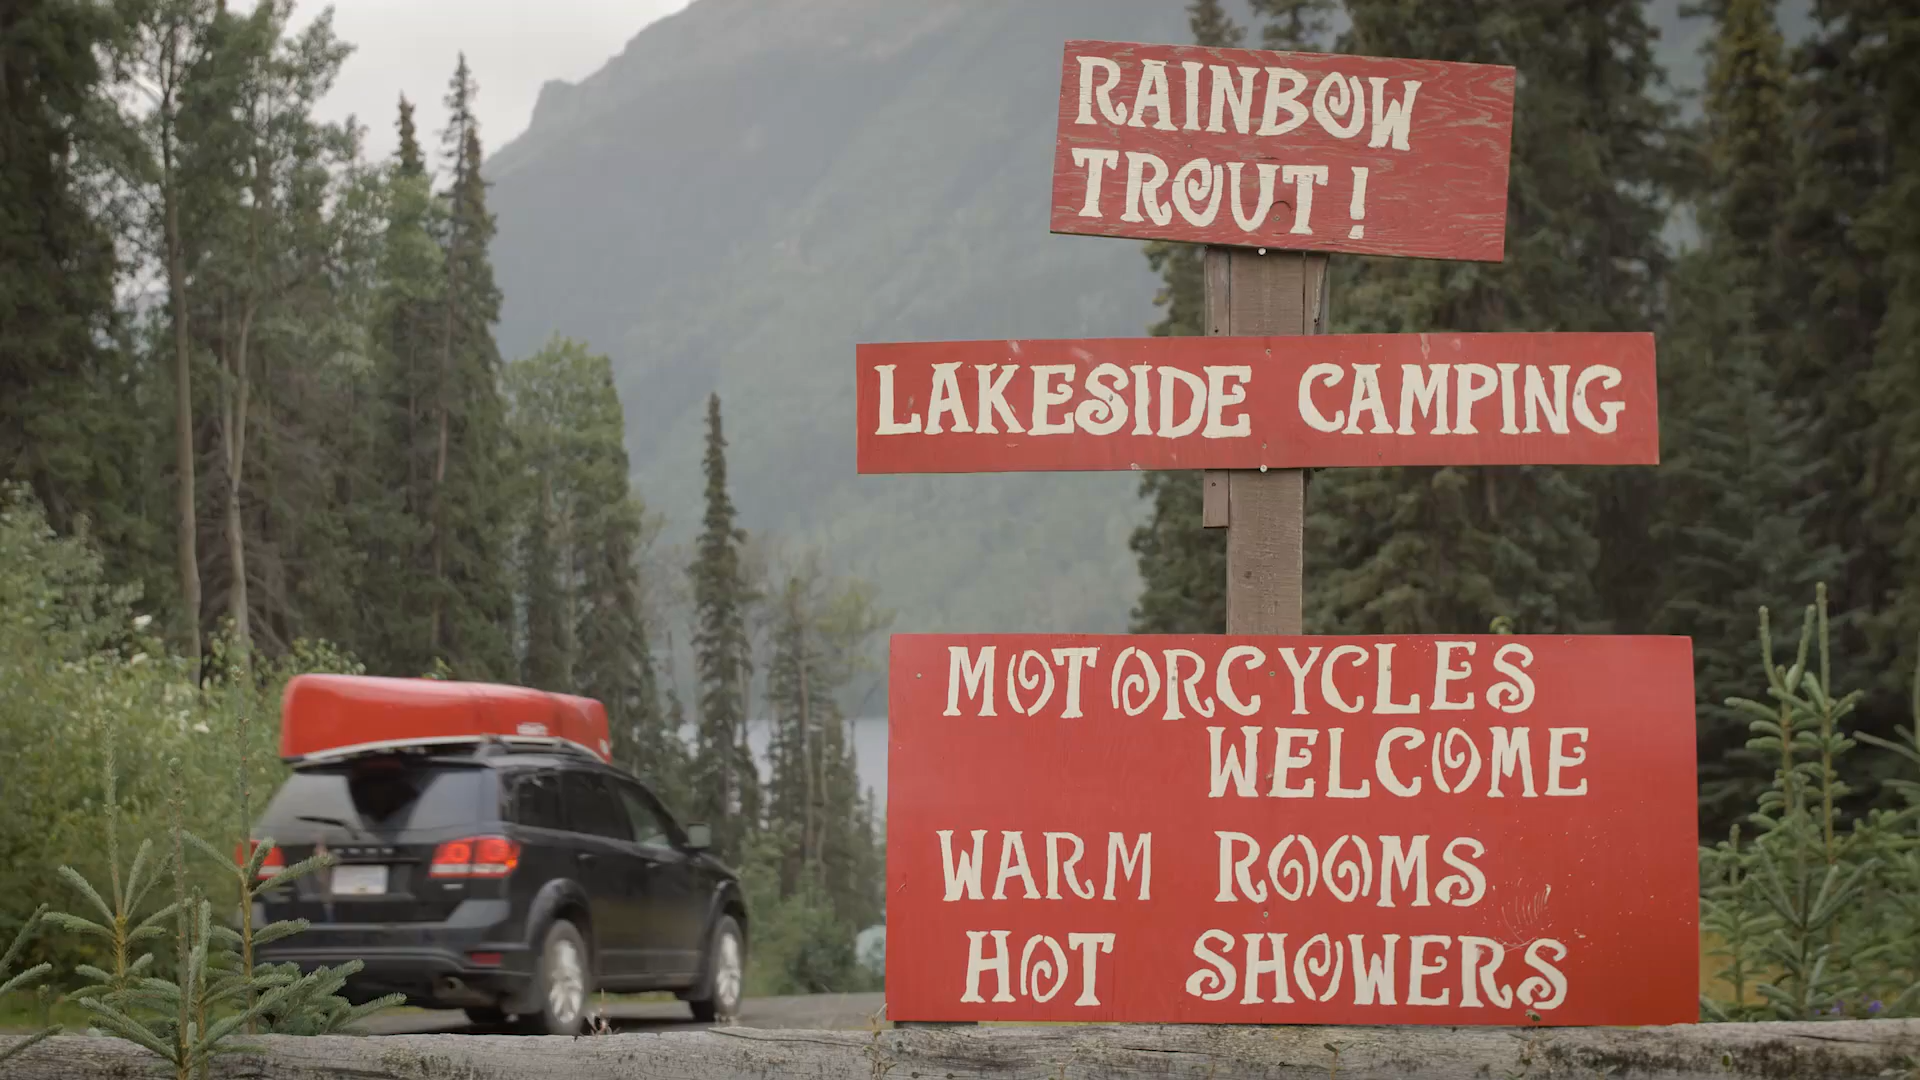 RAINBOW
TROUT!
LAKESIDE CAMPING
MOTORCYCLES
WELCOME
WARM ROOMS
HOT SHOWERS